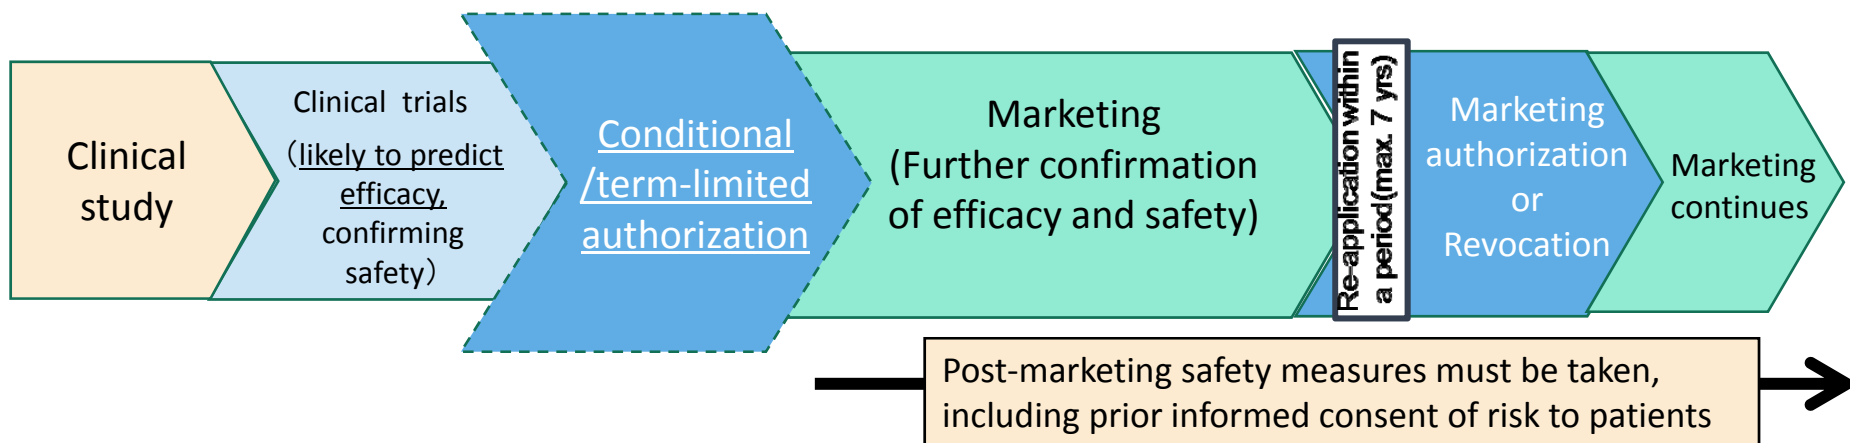 Clinical
study
Clinical trials
（likely to predict
efficacy,
confirming
safety）
Conditional
/term-limited
authorization
Marketing
(Further confirmation
of efficacy and safety)
Re-application within
a period(max. 7 yrs)
Marketing
authorization
or
Revocation
Marketing
continues
Post-marketing safety measures must be taken,
including prior informed consent of risk to patients